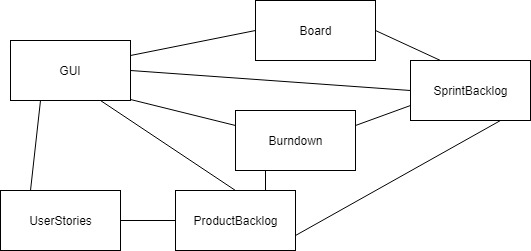 Board
GUI
SprintBacklog
Burndown
UserStories
ProductBacklog